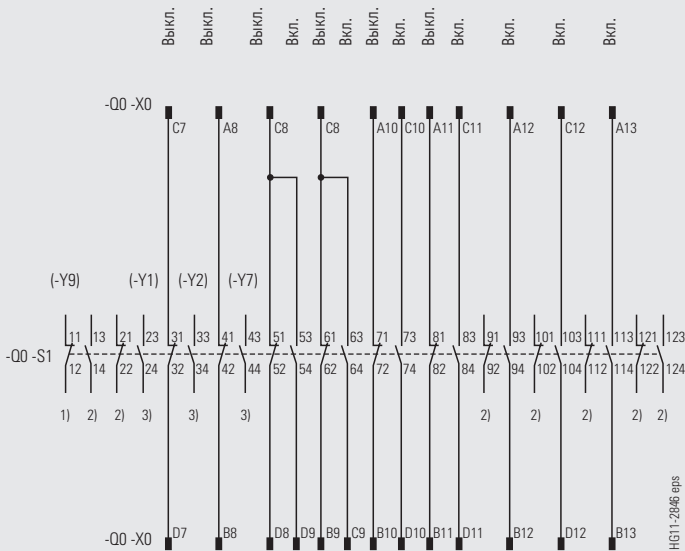 Выкл. Выкл. Выкл. Вкл. Выкл. Вкл. Выкл. Вкл. Выкл. Вкл. Вкл. Вкл. Вкл.
-Q0 -X0
C7 A8 C8 C8 A10 C10 A11 C11 A12 C12 A13
(-Y9) (-Y1) (-Y2) (-Y7)
11 13 21 23 31 33 41 43 51 53 61 63 71 73 81 83 91 93 101 103 111 113 121 123
-Q0 -S1
12 14 22 24 32 34 42 44 52 54 62 64 72 74 82 84 92 94 102 104 112 114 122 124
1) 2) 2) 3) 3) 3) 2) 2) 2) 2) 2)
-Q0 -X0
D7 B8 D8 D9 B9 C9 B10 D10 B11 D11 B12 D12 B13
HG11-2846 eps